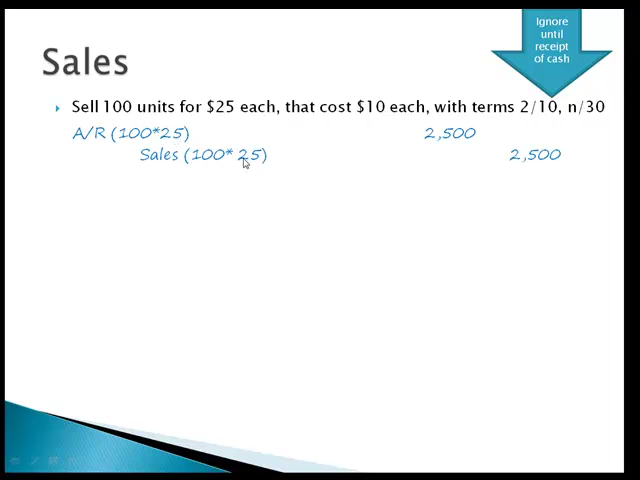 Ignore
until
receipt
of cash
Sales
Sell 100 units for $25 each, that cost $10 each, with terms 2/10, n/30
A/R (100*25) 2,500
Sales (100* 25) 2,500